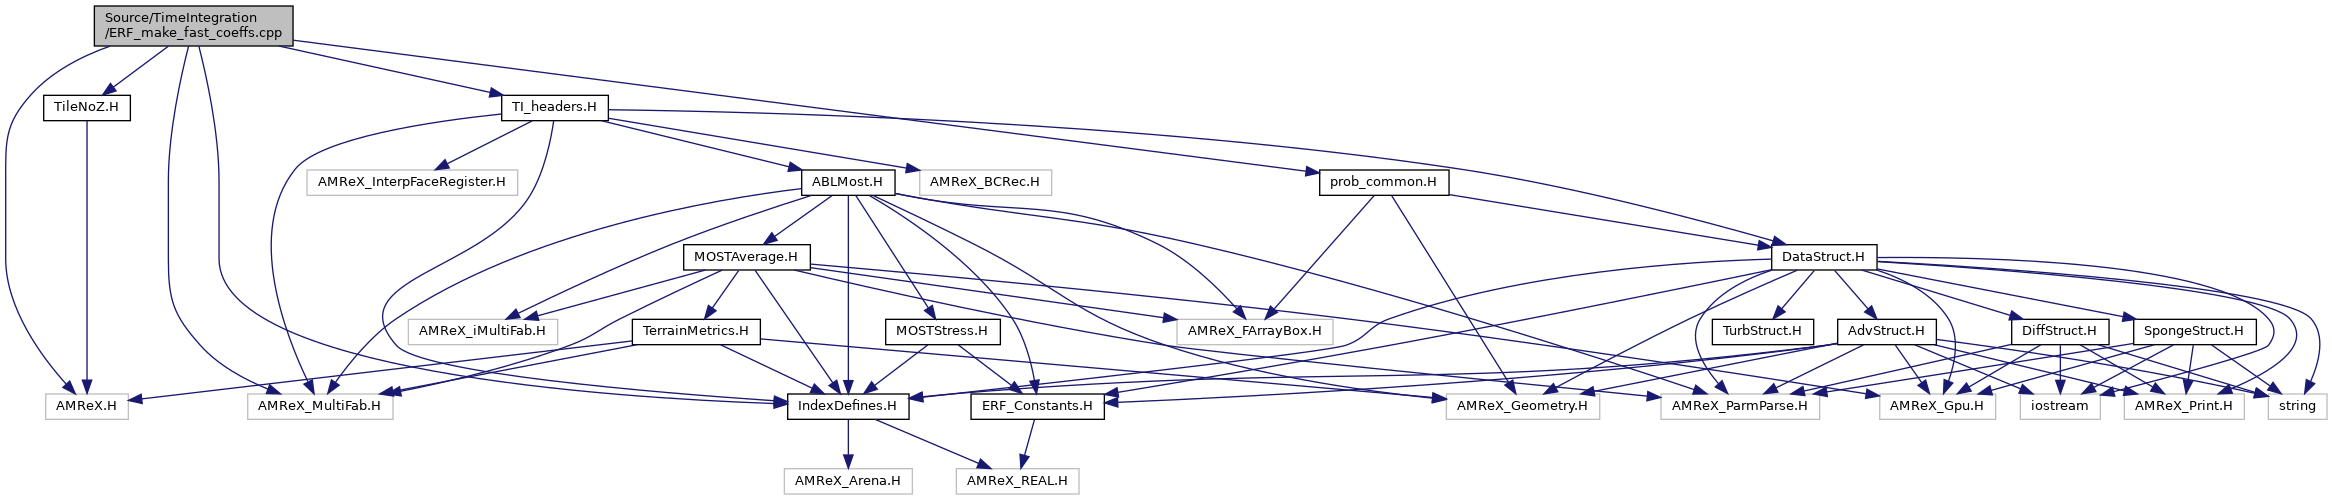 Source/TimeIntegration
/ERF_make_fast_coeffs.cpp
TileNoZ.H
TI_headers.H
AMReX_InterpFaceRegister.H
ABLMost.H
AMReX_BCRec.H
prob_common.H
MOSTAverage.H
DataStruct.H
AMReX_iMultiFab.H
TerrainMetrics.H
MOSTStress.H
AMReX_FArrayBox.H
TurbStruct.H
AdvStruct.H
DiffStruct.H
SpongeStruct.H
AMReX.H
AMReX_MultiFab.H
IndexDefines.H
ERF_Constants.H
AMReX_Geometry.H
AMReX_ParmParse.H
AMReX_Gpu.H
iostream
AMReX_Print.H
string
AMReX_Arena.H
AMReX_REAL.H